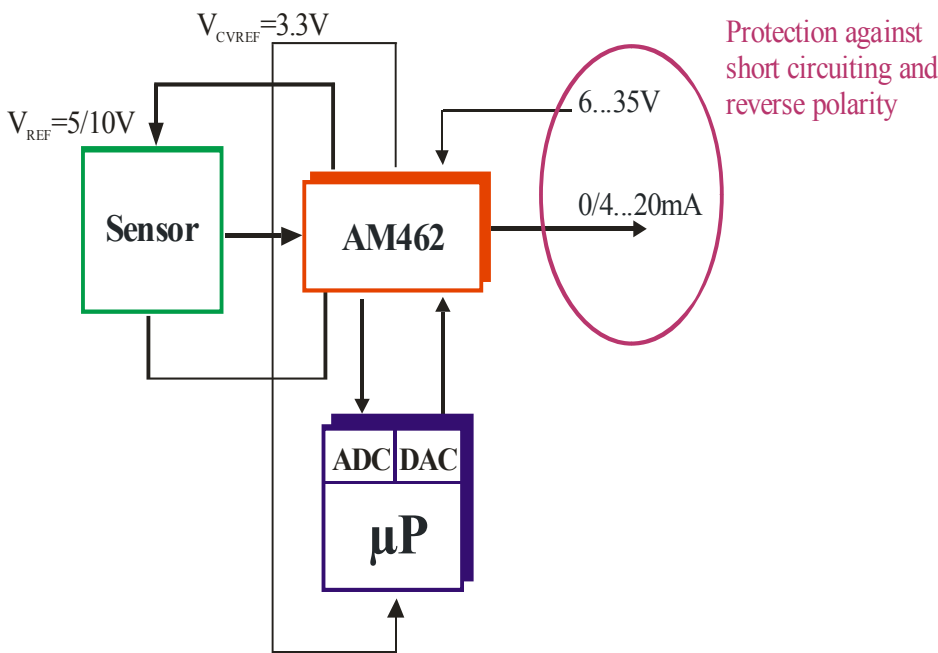 V_CVREF=3.3V
Protection against
short circuiting and
reverse polarity
6...35V
V_REF=5/10V
0/4...20mA
Sensor
AM462
ADC
DAC
µP